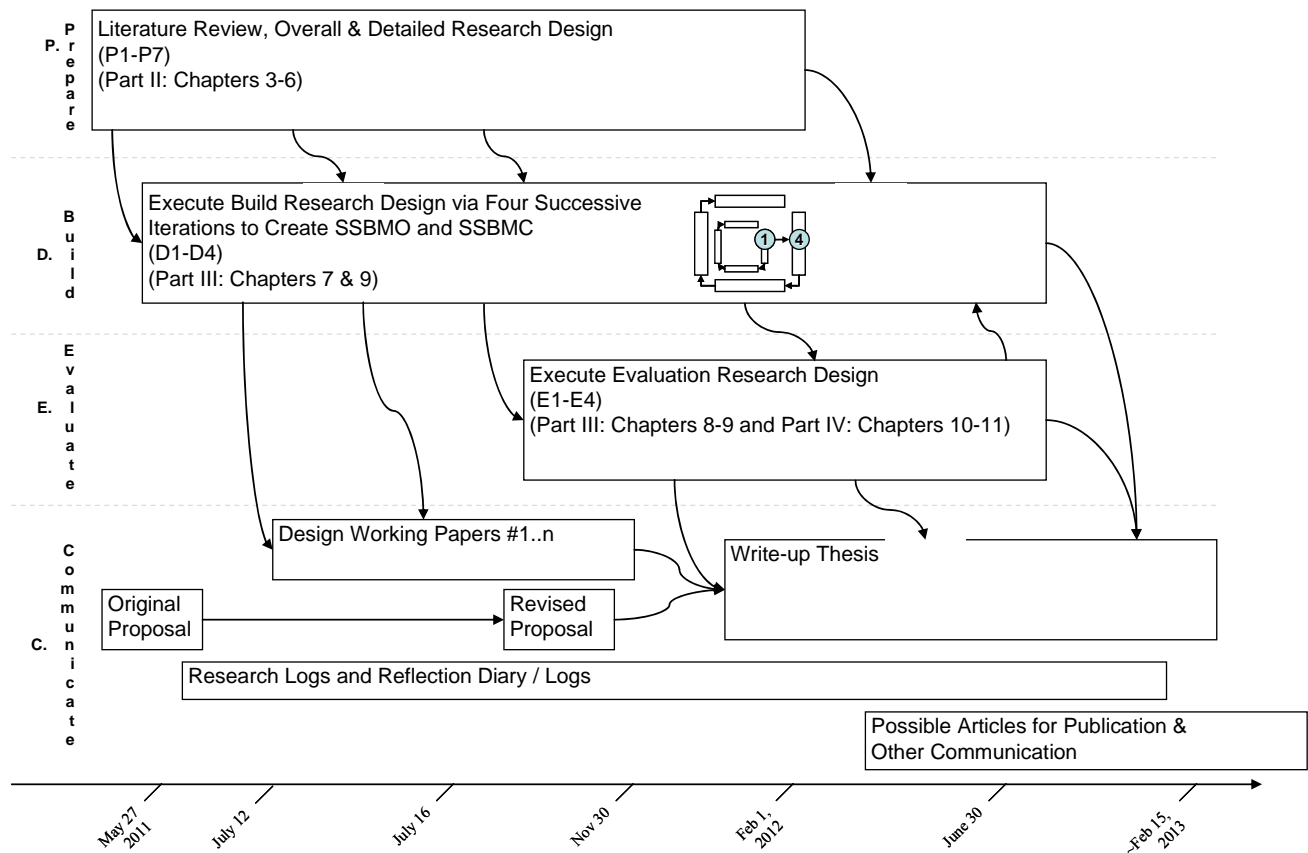 P.
Prepare
Literature Review, Overall & Detailed Research Design
(P1-P7)
(Part II: Chapters 3-6)
D.
Build
Execute Build Research Design via Four Successive
Iterations to Create SSBMO and SSBMC
(D1-D4)
(Part III: Chapters 7 & 9)
1
4
E.
Evaluate
Execute Evaluation Research Design
(E1-E4)
(Part III: Chapters 8-9 and Part IV: Chapters 10-11)
C.
Communicate
Design Working Papers #1..n
Write-up Thesis
Original
Proposal
Revised
Proposal
Research Logs and Reflection Diary / Logs
Possible Articles for Publication &
Other Communication
May 27
2011
July 12
July 16
Nov 30
Feb 1,
2012
June 30
~Feb 15,
2013